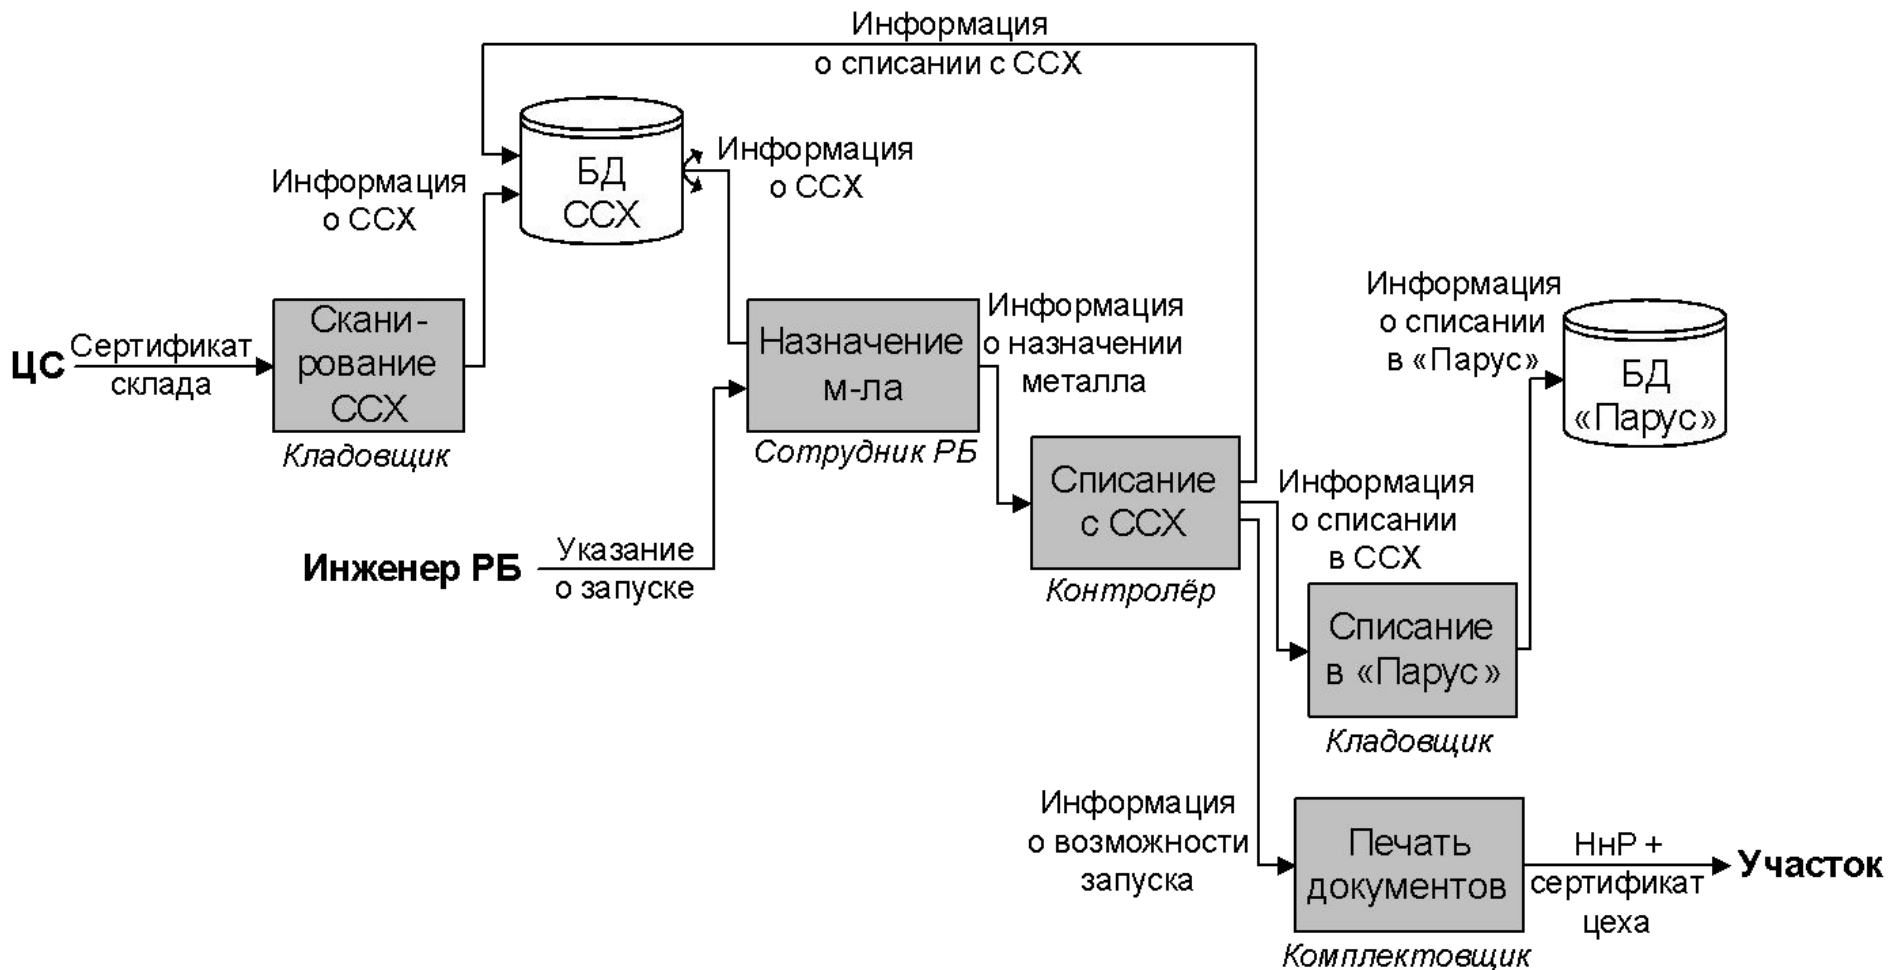 Информация
о списании с ССХ
Информация
о ССХ
БД
ССХ
Информация
о ССХ
ЦС
Сертификат
склада
Скани-
рование
ССХ
Кладовщик
Назначение
м-ла
Сотрудник РБ
Информация
о назначении
металла
Информация
о списании
в «Парус»
БД
«Парус»
Инженер РБ
Указание
о запуске
Списание
с ССХ
Контролёр
Информация
о списании
в ССХ
Списание
в «Парус»
Кладовщик
Информация
о возможности
запуска
Печать
документов
Комплектовщик
НнР +
сертификат
цеха
Участок